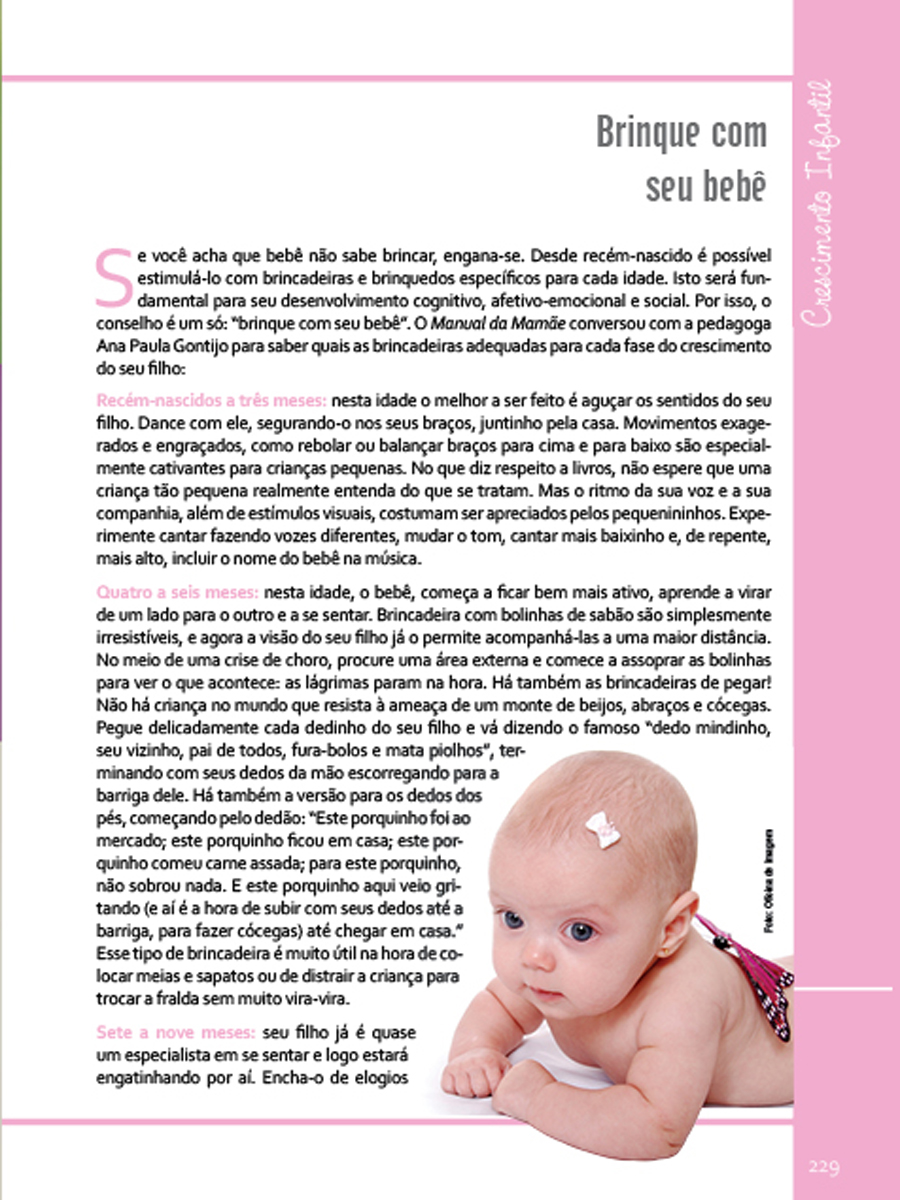 Crescimento Infantil
Brinque com
seu bebê
Se você acha que bebê não sabe brincar, engana-se. Desde recém-nascido é possível
estimulá-lo com brincadeiras e brinquedos específicos para cada idade. Isto será fun-
damental para seu desenvolvimento cognitivo, afetivo-emocional e social. Por isso, o
conselho é um só: "brinque com seu bebê". O Manual da Mamãe conversou com a pedagoga
Ana Paula Gontijo para saber quais as brincadeiras adequadas para cada fase do crescimento
do seu filho:
Recém-nascidos a três meses: nesta idade o melhor a ser feito é aguçar os sentidos do seu
filho. Dance com ele, segurando-o nos seus braços, juntinho pela casa. Movimentos exage-
rados e engraçados, como rebolar ou balançar braços para cima e para baixo são especial-
mente cativantes para crianças pequenas. No que diz respeito a livros, não espere que uma
criança tão pequena realmente entenda do que se tratam. Mas o ritmo da sua voz e a sua
companhia, além de estímulos visuais, costumam ser apreciados pelos pequenininhos. Expe-
rimente cantar fazendo vozes diferentes, mudar o tom, cantar mais baixinho e, de repente,
mais alto, incluir o nome do bebê na música.
Quatro a seis meses: nesta idade, o bebê, começa a ficar bem mais ativo, aprende a virar
de um lado para o outro e a se sentar. Brincadeira com bolinhas de sabão são simplesmente
irresistíveis, e agora a visão do seu filho já o permite acompanhá-las a uma maior distância.
No meio de uma crise de choro, procure uma área externa e comece a assoprar as bolinhas
para ver o que acontece: as lágrimas param na hora. Há também as brincadeiras de pegar!
Não há criança no mundo que resista à ameaça de um monte de beijos, abraços e cócegas.
Pegue delicadamente cada dedinho do seu filho e vá dizendo o famoso "dedo mindinho,
seu vizinho, pai de todos, fura-bolos e mata piolhos", ter-
minando com seus dedos da mão escorregando para a
barriga dele. Há também a versão para os dedos dos
pés, começando pelo dedão: "Este porquinho foi ao
mercado; este porquinho ficou em casa; este por-
quinho comeu carne assada; para este porquinho,
não sobrou nada. E este porquinho aqui veio gri-
tando (e aí é a hora de subir com seus dedos até a
barriga, para fazer cócegas) até chegar em casa."
Esse tipo de brincadeira é muito útil na hora de co-
locar meias e sapatos ou de distrair a criança para
trocar a fralda sem muito vira-vira.
Sete a nove meses: seu filho já é quase
um especialista em se sentar e logo estará
engatinhando por aí. Encha-o de elogios
Foto: Oficina da Imagem
229